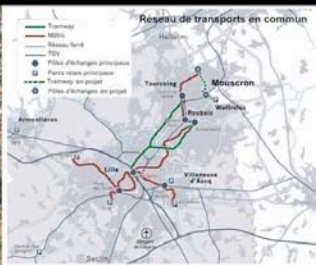 Réseau de transports en commun
Tramway
Métro
Réseau ferré
TGV
Pôles d'échanges principaux
Parcs relais principaux
Tramway en projet
Pôles d'échanges en projet
Halluin
Tourcoing
Mouscron
Wattrelos
Roubaix
Armentières
Lille
Villeneuve
d'Ascq
Seclin